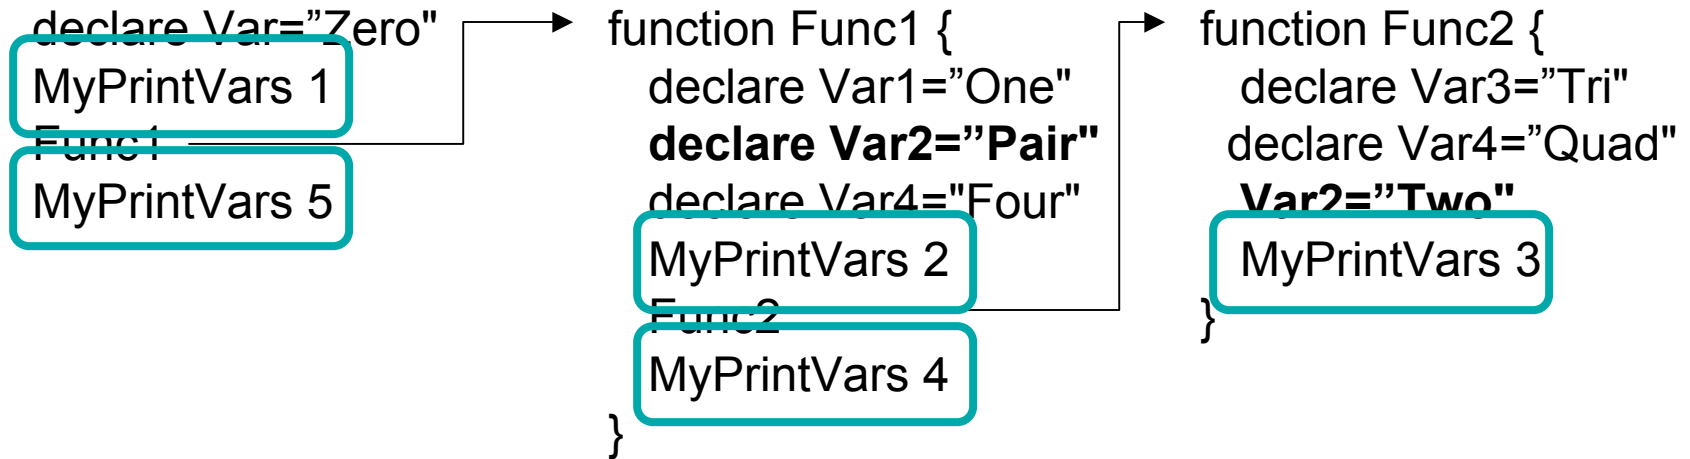 declare Var=”Zero"
MyPrintVars 1
Func1
MyPrintVars 5
function Func1 {
declare Var1=”One"
declare Var2=”Pair"
declare Var4="Four"
MyPrintVars 2
Func2
MyPrintVars 4
}
function Func2 {
declare Var3=”Tri"
declare Var4=”Quad"
Var2=”Two"
MyPrintVars 3
}